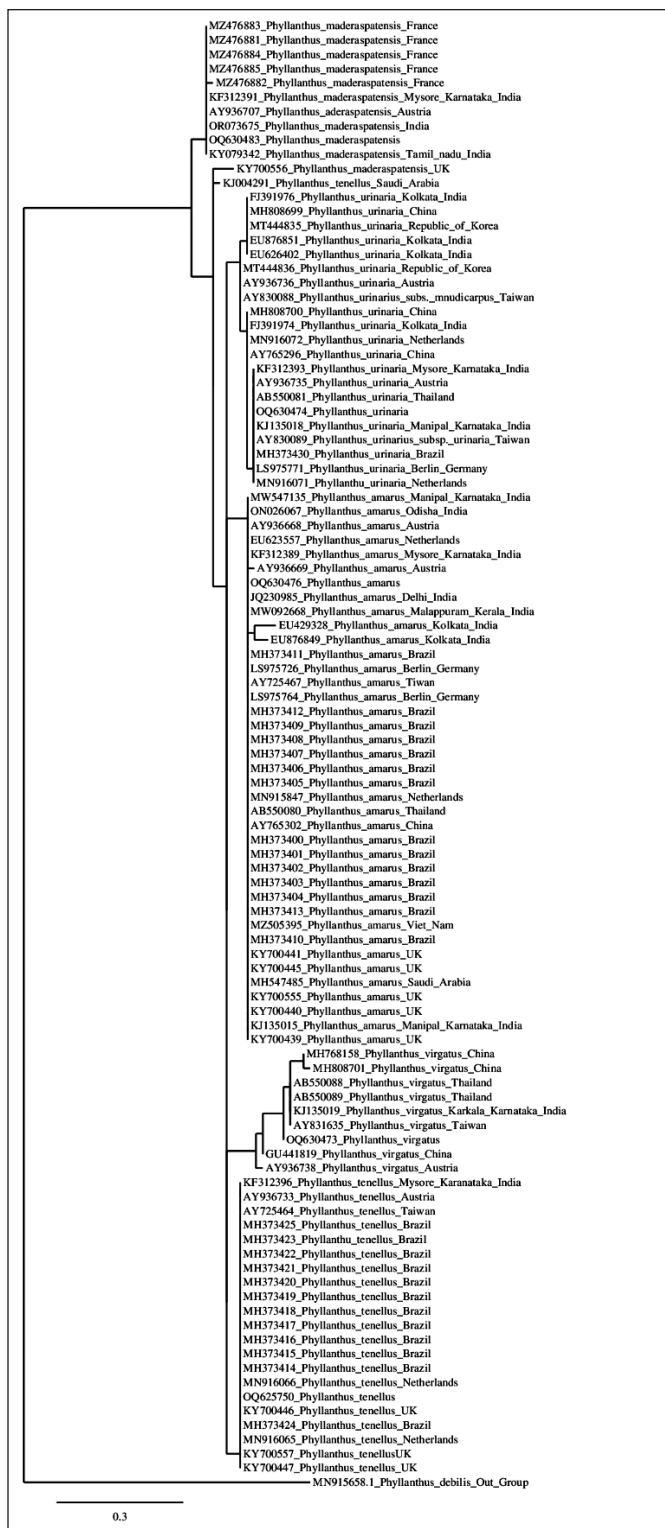 MZ476883_Phyllanthus_maderaspatensis_France
MZ476881_Phyllanthus_maderaspatensis_France
MZ476884_Phyllanthus_maderaspatensis_France
MZ476885_Phyllanthus_maderaspatensis_France
MZ476882_Phyllanthus_maderaspatensis_France
KF312391_Phyllanthus_maderaspatensis_Mysore_Karnataka_India
AY936707_Phyllanthus_aderaspatensis_Austria
OR073675_Phyllanthus_maderaspatensis_India
OQ630483_Phyllanthus_maderaspatensis
KY079342_Phyllanthus_maderaspatensis_Tamil_nadu_India
KY700556_Phyllanthus_maderaspatensis_UK
KJ004291_Phyllanthus_tenellus_Saudi_Arabia
FJ391976_Phyllanthus_urinaria_Kolkata_India
MH808699_Phyllanthus_urinaria_China
MT444835_Phyllanthus_urinaria_Republic_of_Korea
EU876851_Phyllanthus_urinaria_Kolkata_India
EU626402_Phyllanthus_urinaria_Kolkata_India
MT444836_Phyllanthus_urinaria_Republic_of_Korea
AY936736_Phyllanthus_urinaria_Austria
AY830088_Phyllanthus_urinarius_subs._mnudicarpus_Taiwan
MH808700_Phyllanthus_urinaria_China
FJ391974_Phyllanthus_urinaria_Kolkata_India
MN916072_Phyllanthus_urinaria_Netherlands
AY765296_Phyllanthus_urinaria_China
KF312393_Phyllanthus_urinaria_Mysore_Karnataka_India
AY936735_Phyllanthus_urinaria_Austria
AB550081_Phyllanthus_urinaria_Thailand
OQ630474_Phyllanthus_urinaria
KJ135018_Phyllanthus_urinaria_Manipal_Karnataka_India
AY830089_Phyllanthus_urinarius_subsp._urinaria_Taiwan
MH373430_Phyllanthus_urinaria_Brazil
LS975771_Phyllanthus_urinaria_Berlin_Germany
MN916071_Phyllanthu_urinaria_Netherlands
MW547135_Phyllanthus_amarus_Manipal_Karnataka_India
ON026067_Phyllanthus_amarus_Odisha_India
AY936668_Phyllanthus_amarus_Austria
EU623557_Phyllanthus_amarus_Netherlands
KF312389_Phyllanthus_amarus_Mysore_Karnataka_India
AY936669_Phyllanthus_amarus_Austria
OQ630476_Phyllanthus_amarus
JQ230985_Phyllanthus_amarus_Delhi_India
MW092668_Phyllanthus_amarus_Malappuram_Kerala_India
EU429328_Phyllanthus_amarus_Kolkata_India
EU876849_Phyllanthus_amarus_Kolkata_India
MH373411_Phyllanthus_amarus_Brazil
LS975726_Phyllanthus_amarus_Berlin_Germany
AY725467_Phyllanthus_amarus_Tiwan
LS975764_Phyllanthus_amarus_Berlin_Germany
MH373412_Phyllanthus_amarus_Brazil
MH373409_Phyllanthus_amarus_Brazil
MH373408_Phyllanthus_amarus_Brazil
MH373407_Phyllanthus_amarus_Brazil
MH373406_Phyllanthus_amarus_Brazil
MH373405_Phyllanthus_amarus_Brazil
MN915847_Phyllanthus_amarus_Netherlands
AB550080_Phyllanthus_amarus_Thailand
AY765302_Phyllanthus_amarus_China
MH373400_Phyllanthus_amarus_Brazil
MH373401_Phyllanthus_amarus_Brazil
MH373402_Phyllanthus_amarus_Brazil
MH373403_Phyllanthus_amarus_Brazil
MH373404_Phyllanthus_amarus_Brazil
MH373413_Phyllanthus_amarus_Brazil
MZ505395_Phyllanthus_amarus_Viet_Nam
MH373410_Phyllanthus_amarus_Brazil
KY700441_Phyllanthus_amarus_UK
KY700445_Phyllanthus_amarus_UK
MH547485_Phyllanthus_amarus_Saudi_Arabia
KY700555_Phyllanthus_amarus_UK
KY700440_Phyllanthus_amarus_UK
KJ135015_Phyllanthus_amarus_Manipal_Karnataka_India
KY700439_Phyllanthus_amarus_UK
MH768158_Phyllanthus_virgatus_China
MH808701_Phyllanthus_virgatus_China
AB550088_Phyllanthus_virgatus_Thailand
AB550089_Phyllanthus_virgatus_Thailand
KJ135019_Phyllanthus_virgatus_Karkala_Karnataka_India
AY831635_Phyllanthus_virgatus_Taiwan
OQ630473_Phyllanthus_virgatus
GU441819_Phyllanthus_virgatus_China
AY936738_Phyllanthus_virgatus_Austria
KF312396_Phyllanthus_tenellus_Mysore_Karanataka_India
AY936733_Phyllanthus_tenellus_Austria
AY725464_Phyllanthus_tenellus_Taiwan
MH373425_Phyllanthus_tenellus_Brazil
MH373423_Phyllanthu_tenellus_Brazil
MH373422_Phyllanthus_tenellus_Brazil
MH373421_Phyllanthus_tenellus_Brazil
MH373420_Phyllanthus_tenellus_Brazil
MH373419_Phyllanthus_tenellus_Brazil
MH373418_Phyllanthus_tenellus_Brazil
MH373417_Phyllanthus_tenellus_Brazil
MH373416_Phyllanthus_tenellus_Brazil
MH373415_Phyllanthus_tenellus_Brazil
MH373414_Phyllanthus_tenellus_Brazil
MN916066_Phyllanthus_tenellus_Netherlands
OQ625750_Phyllanthus_tenellus
KY700446_Phyllanthus_tenellus_UK
MH373424_Phyllanthus_tenellus_Brazil
MN916065_Phyllanthus_tenellus_Netherlands
KY700557_Phyllanthus_tenellusUK
KY700447_Phyllanthus_tenellus_UK
MN915658.1_Phyllanthus_debilis_Out_Group
0.3